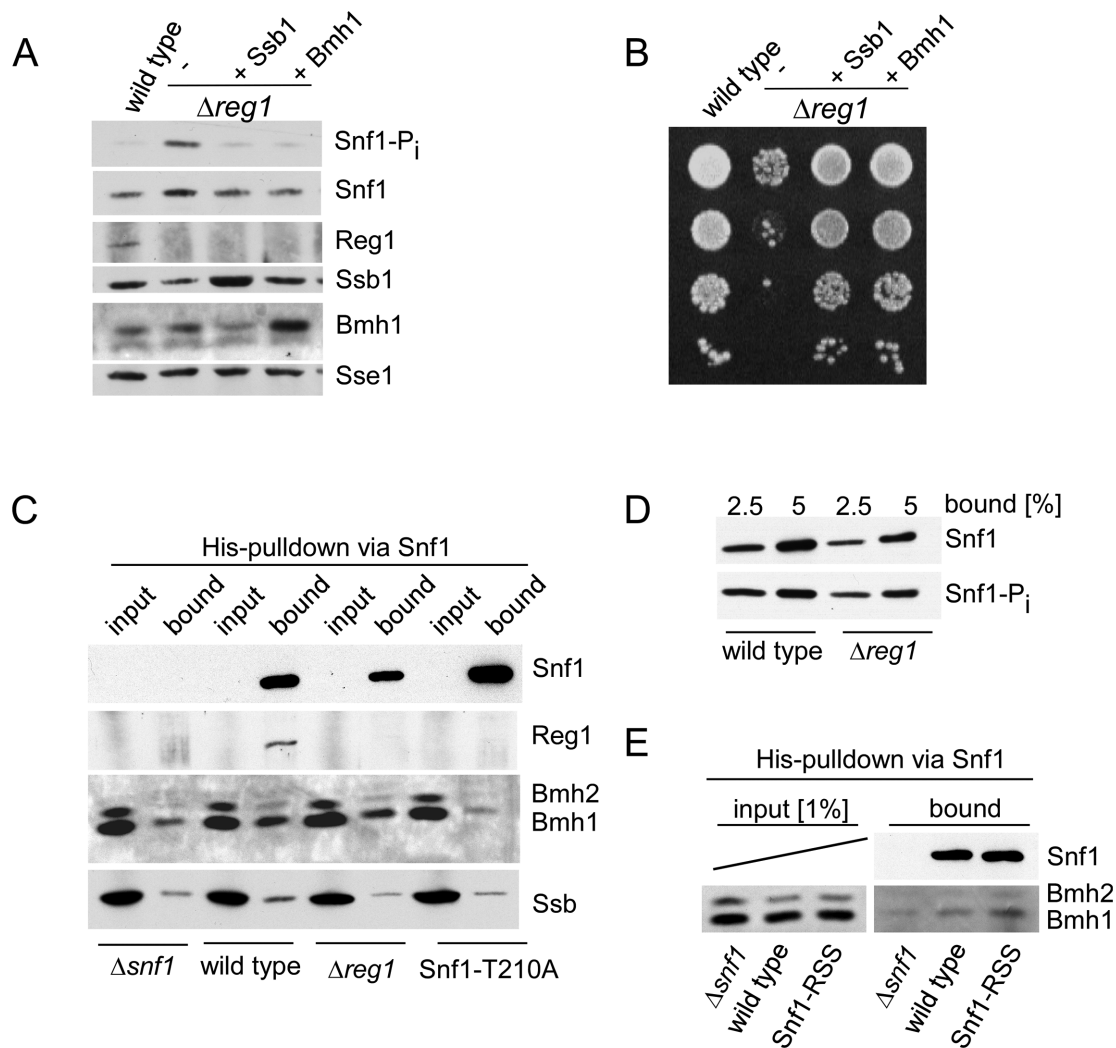 A
wild type
-
+ Ssb1
+ Bmh1
Δreg1
Snf1-Pi
Snf1
Reg1
Ssb1
Bmh1
Sse1
B
wild type
-
+ Ssb1
+ Bmh1
Δreg1
C
His-pulldown via Snf1
input bound input bound input bound input bound
Snf1
Reg1
Bmh2
Bmh1
Ssb
Δsnf1 wild type Δreg1 Snf1-T210A
D
2.5 5 2.5 5 bound [%]
Snf1
Snf1-Pi
wild type Δreg1
E
His-pulldown via Snf1
input [1%] bound
Snf1
Bmh2
Bmh1
Δsnf1 wild type Snf1-RSS Δsnf1 wild type Snf1-RSS